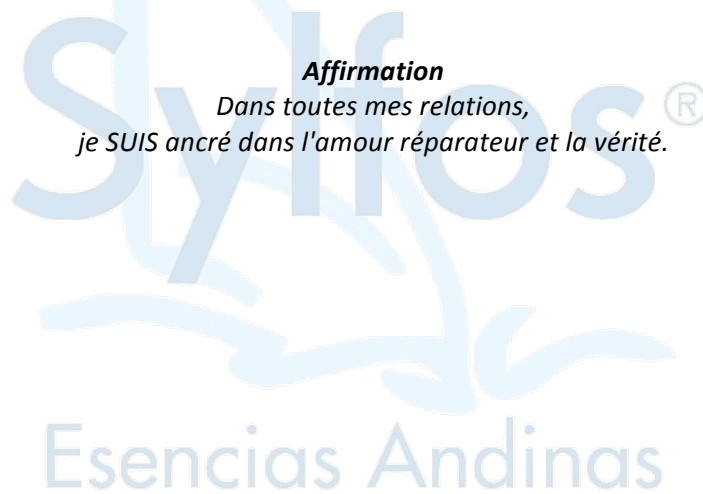 Affirmation
Dans toutes mes relations,
je SUIS ancré dans l'amour réparateur et la vérité.
Sylfos®
Esencias Andinas